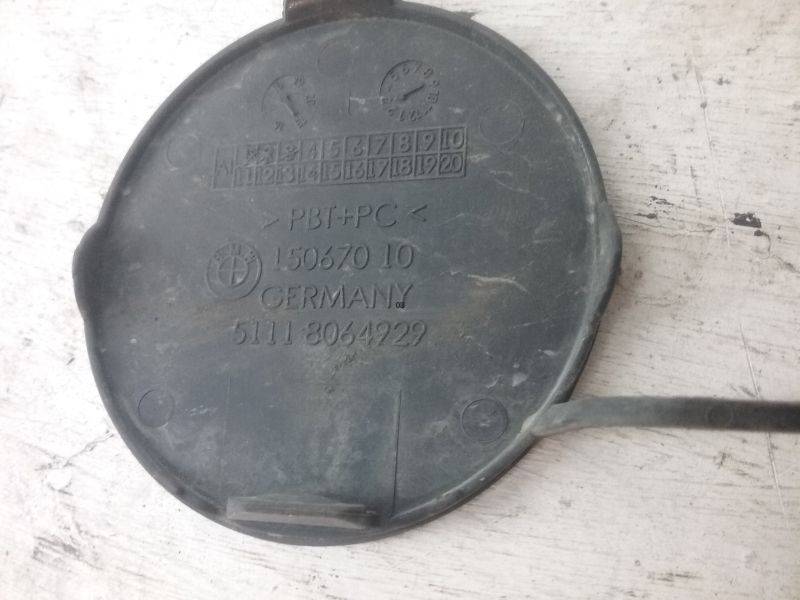 1 2 3 4 5 6 7 8 9 10
11 12 13 14 15 16 17 18 19 20
> PBT+PC <
BMW 150670 10
GERMANY
5111 8064929